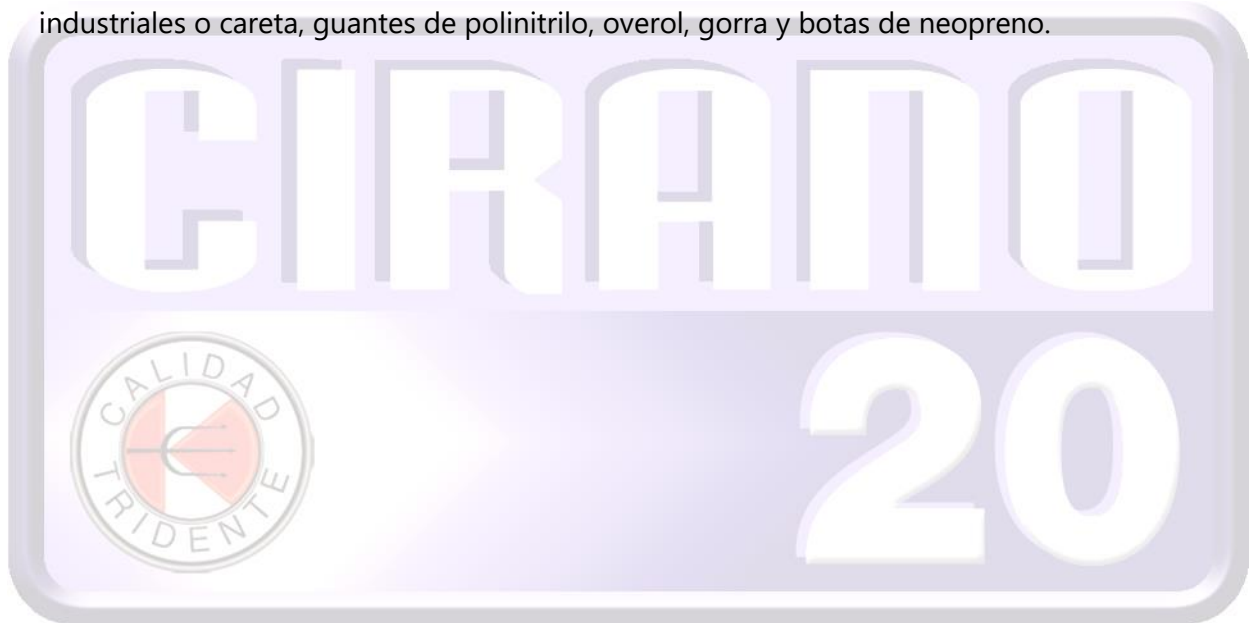 industriales o careta, guantes de polinitrilo, overol, gorra y botas de neopreno.
CIRANO
CALIDAD
TRIDENTE
20